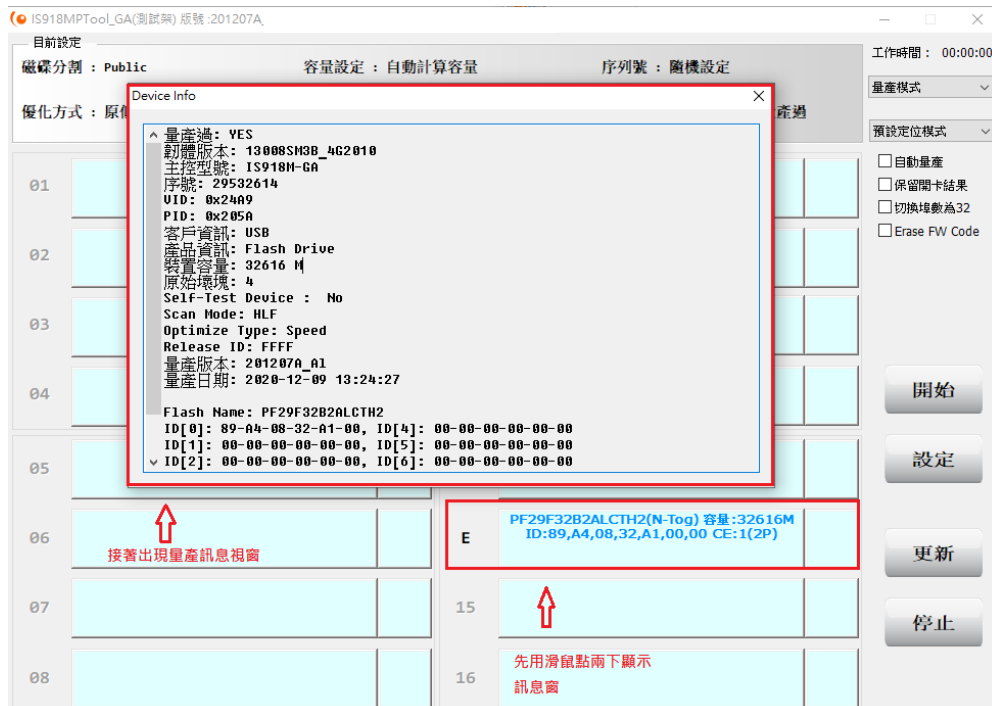 IS918MPTool_GA(測試架) 版號 :201207A
目前設定
磁碟分割 : Public
容量設定 : 自動計算容量
序列號 : 隨機設定
優化方式 : 原
產過
工作時間 : 00:00:00
量產模式
預設定位模式
自動量產
保留開卡結果
切換埠數為32
Erase FW Code
開始
設定
更新
停止
Device Info
量產過: YES
韌體版本: 13008SM3B_4G2010
主控型號: IS918M-GA
序號: 29532614
VID: 0x24A9
PID: 0x205A
客戶資訊: USB
產品資訊: Flash Drive
裝置容量: 32616 M
原始壞塊: 4
Self-Test Device : No
Scan Mode: HLF
Optimize Type: Speed
Release ID: FFFF
量產版本: 201207A_A1
量產日期: 2020-12-09 13:24:27
Flash Name: PF29F32B2ALCTH2
ID[0]: 89-A4-08-32-A1-00, ID[4]: 00-00-00-00-00-00
ID[1]: 00-00-00-00-00-00, ID[5]: 00-00-00-00-00-00
ID[2]: 00-00-00-00-00-00, ID[6]: 00-00-00-00-00-00
01
02
03
04
05
06
接著出現量產訊息視窗
07
08
E
PF29F32B2ALCTH2(N-Tog) 容量:32616M
ID:89,A4,08,32,A1,00,00 CE:1(2P)
15
16
先用滑鼠點兩下顯示
訊息窗